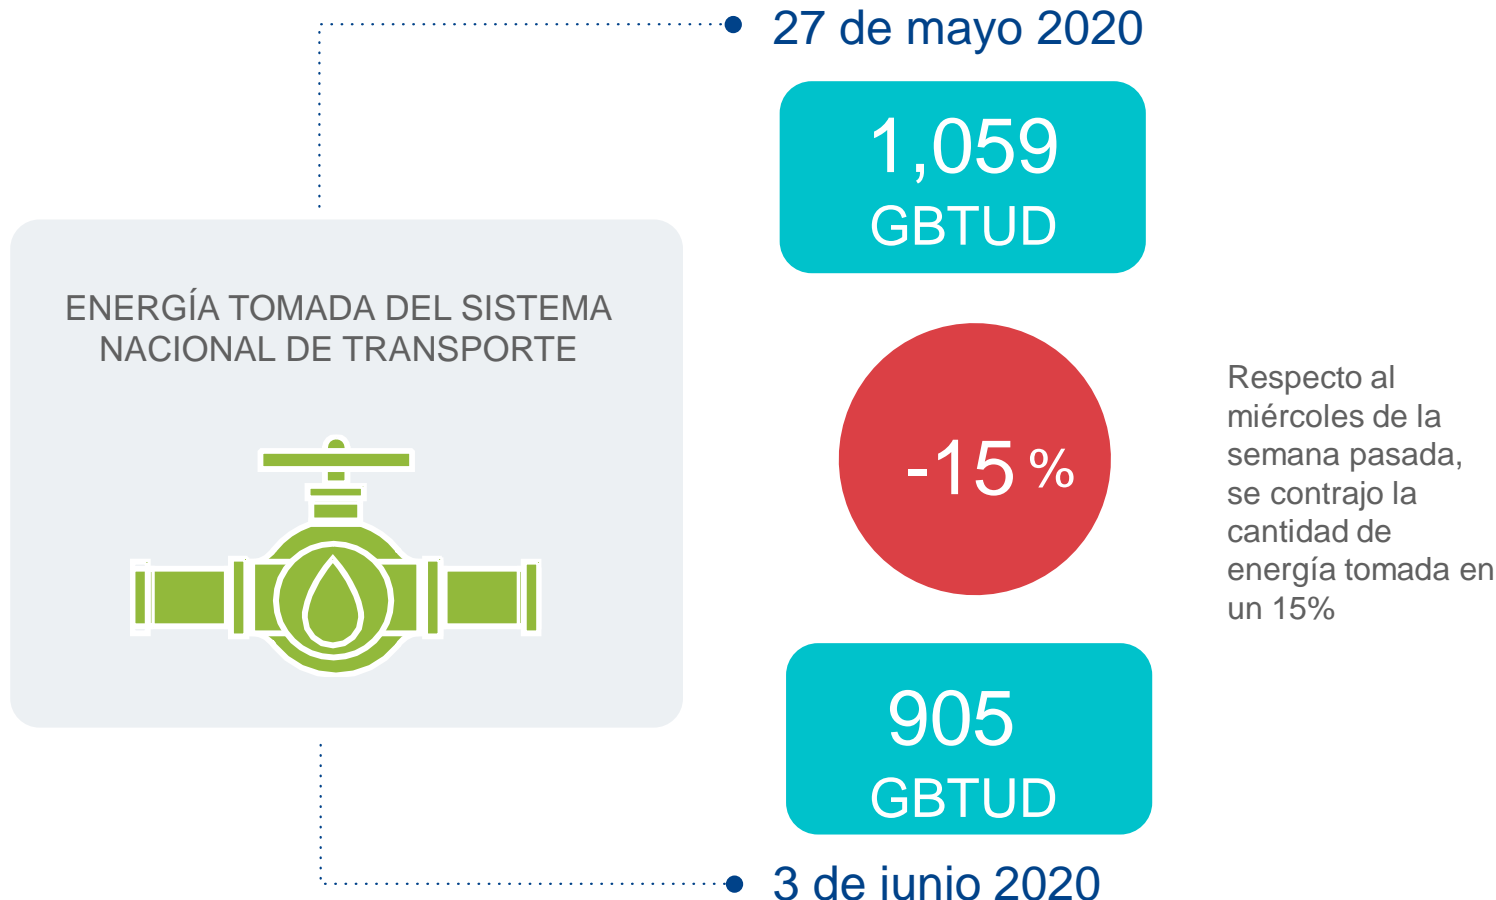 27 de mayo 2020
1,059
GBTUD
ENERGÍA TOMADA DEL SISTEMA
NACIONAL DE TRANSPORTE
-15 %
Respecto al
miércoles de la
semana pasada,
se contrajo la
cantidad de
energía tomada en
un 15%
905
GBTUD
3 de junio 2020